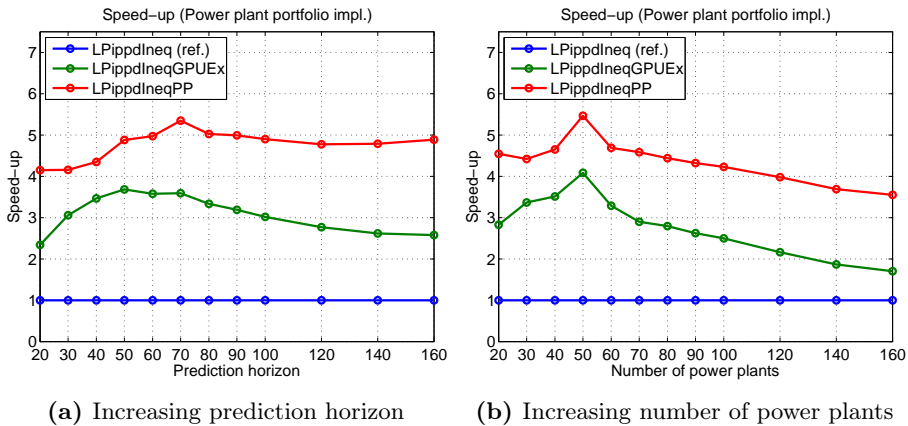 Speed-up (Power plant portfolio impl.)
7
6
5
4
3
2
1
0
Speed-up
LPippdIneq (ref.)
LPippdIneqGPUEx
LPippdIneqPP
20 30 40 50 60 70 80 90 100 120 140 160
Prediction horizon
(a) Increasing prediction horizon
Speed-up (Power plant portfolio impl.)
7
6
5
4
3
2
1
0
Speed-up
LPippdIneq (ref.)
LPippdIneqGPUEx
LPippdIneqPP
20 30 40 50 60 70 80 90 100 120 140 160
Number of power plants
(b) Increasing number of power plants